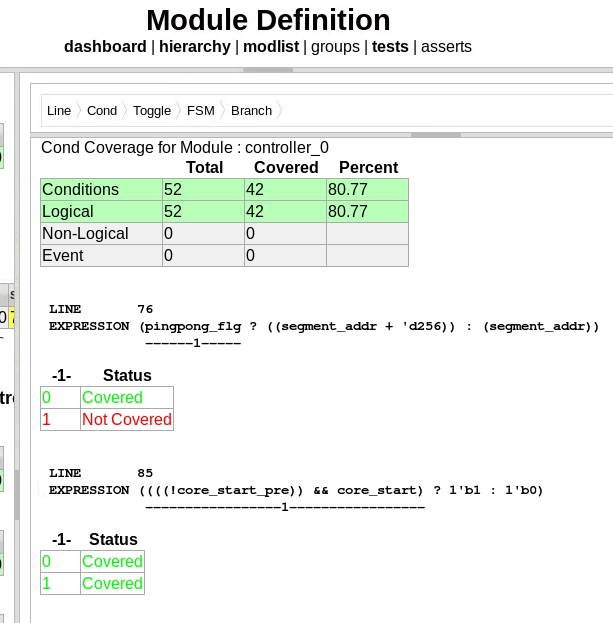 Module Definition
dashboard | hierarchy | modlist | groups | tests | asserts
Line Cond Toggle FSM Branch
Cond Coverage for Module : controller_0
Total Covered Percent
Conditions 52 42 80.77
Logical 52 42 80.77
Non-Logical 0 0
Event 0 0
LINE 76
EXPRESSION (pingpong_flg ? ((segment_addr + 'd256)) : (segment_addr))
------1-----
-1- Status
0 Covered
1 Not Covered
LINE 85
EXPRESSION ((((!core_start_pre)) && core_start) ? 1'b1 : 1'b0)
-----------------1-----------------
-1- Status
0 Covered
1 Covered